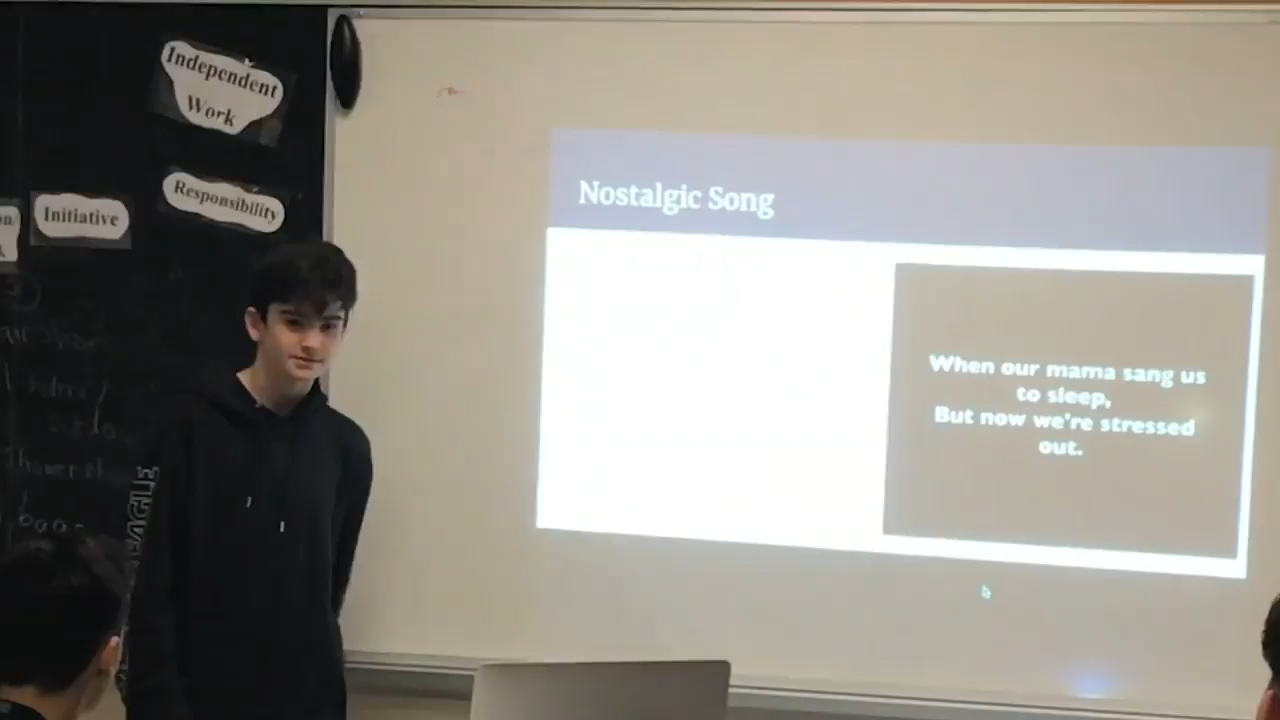 Independent
Work
Responsibility
Initiative
Nostalgic Song
When our mama sang us
to sleep,
But now we're stressed
out.
EAGLE